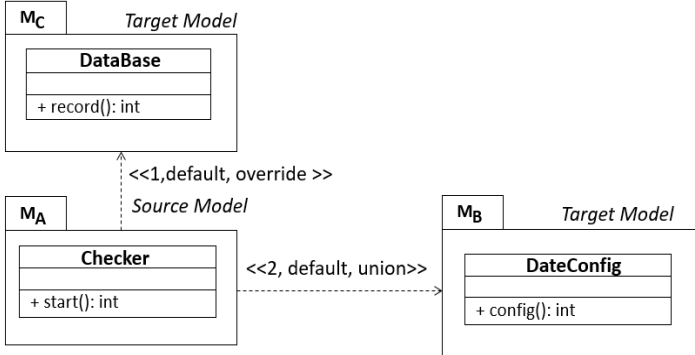 MC Target Model
DataBase
+ record(): int
<<1,default, override >>
Source Model
MA
Checker
+ start(): int
<<2, default, union>>
MB Target Model
DateConfig
+ config(): int